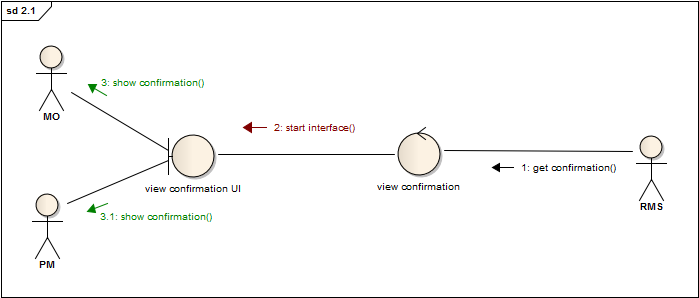 sd 2.1
3: show confirmation()
MO
2: start interface()
view confirmation UI
view confirmation
1: get confirmation()
RMS
3.1: show confirmation()
PM